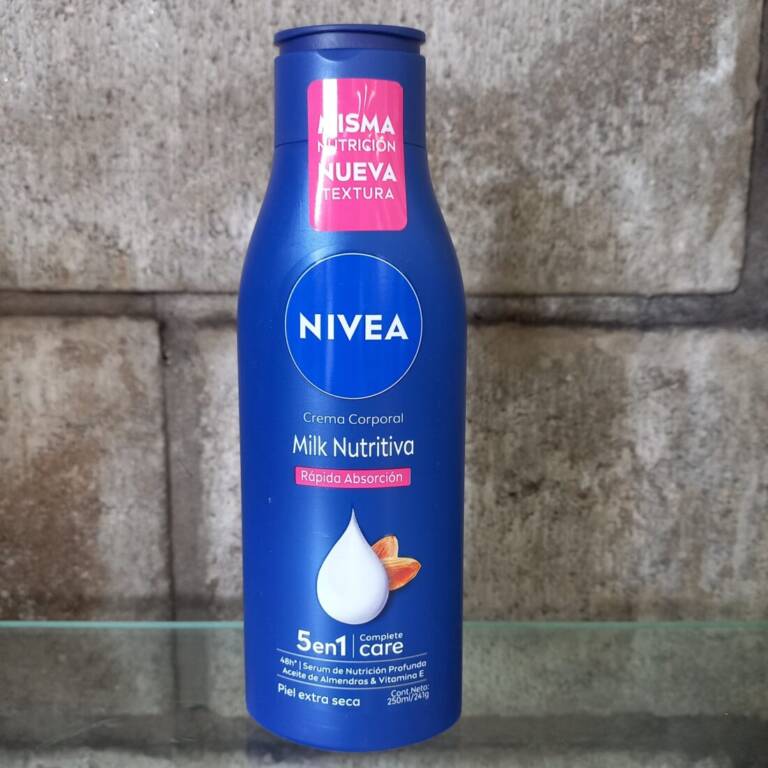 MISMA
NUTRICIÓN
NUEVA
TEXTURA
NIVEA
Crema Corporal
Milk Nutritiva
Rápida Absorción
5en1 | Complete care
48h* | Serum de Nutrición Profunda
Aceite de Almendras & Vitamina E
Piel extra seca
Cont. Neto:
250ml/241g